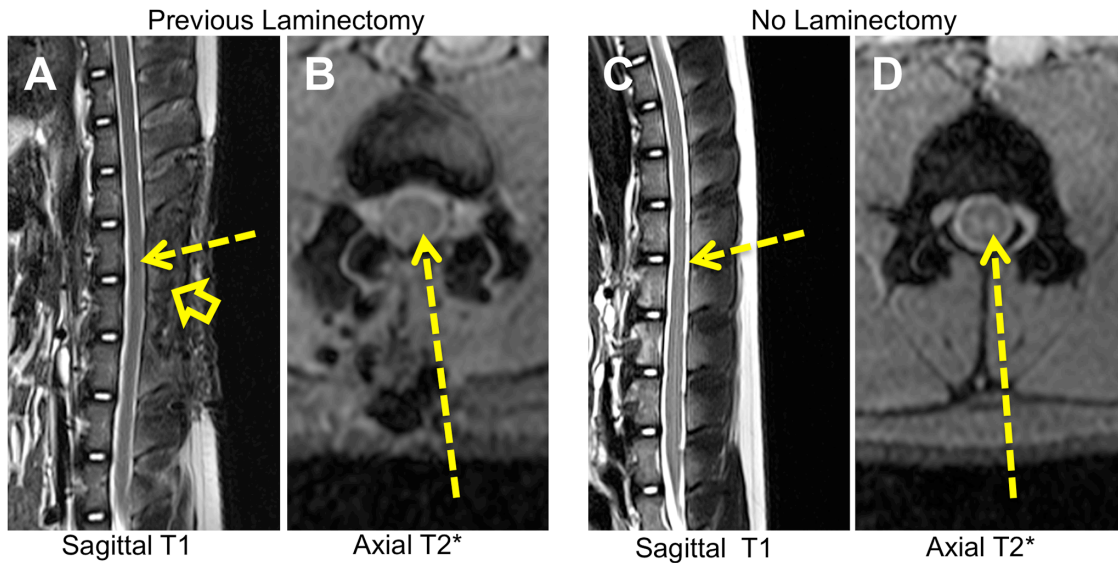 Previous Laminectomy
No Laminectomy
A
B
C
D
Sagittal T1
Axial T2*
Sagittal T1
Axial T2*